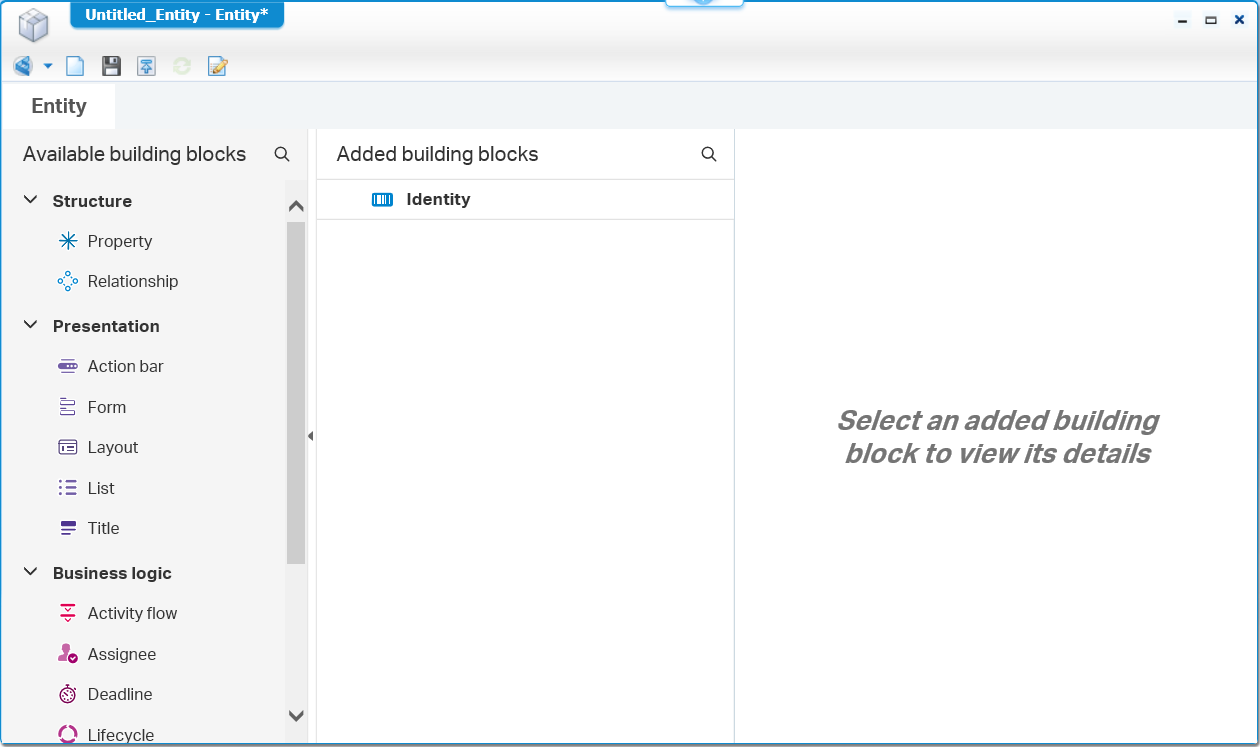 Untitled_Entity - Entity*
Entity
Available building blocks
Structure
Property
Relationship
Presentation
Action bar
Form
Layout
List
Title
Business logic
Activity flow
Assignee
Deadline
Lifecycle
Added building blocks
Identity
Select an added building
block to view its details